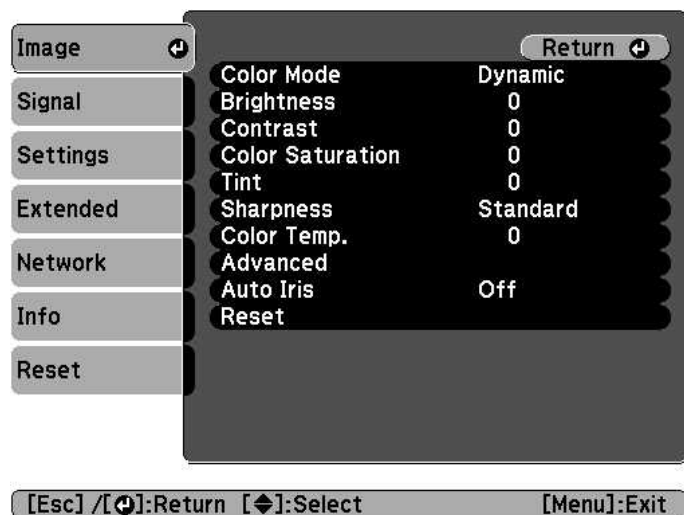 Image
Signal
Settings
Extended
Network
Info
Reset
Return
Color Mode Dynamic
Brightness 0
Contrast 0
Color Saturation 0
Tint 0
Sharpness Standard
Color Temp. 0
Advanced
Auto Iris Off
Reset
[Esc] /[⏎]:Return [◆]:Select [Menu]:Exit